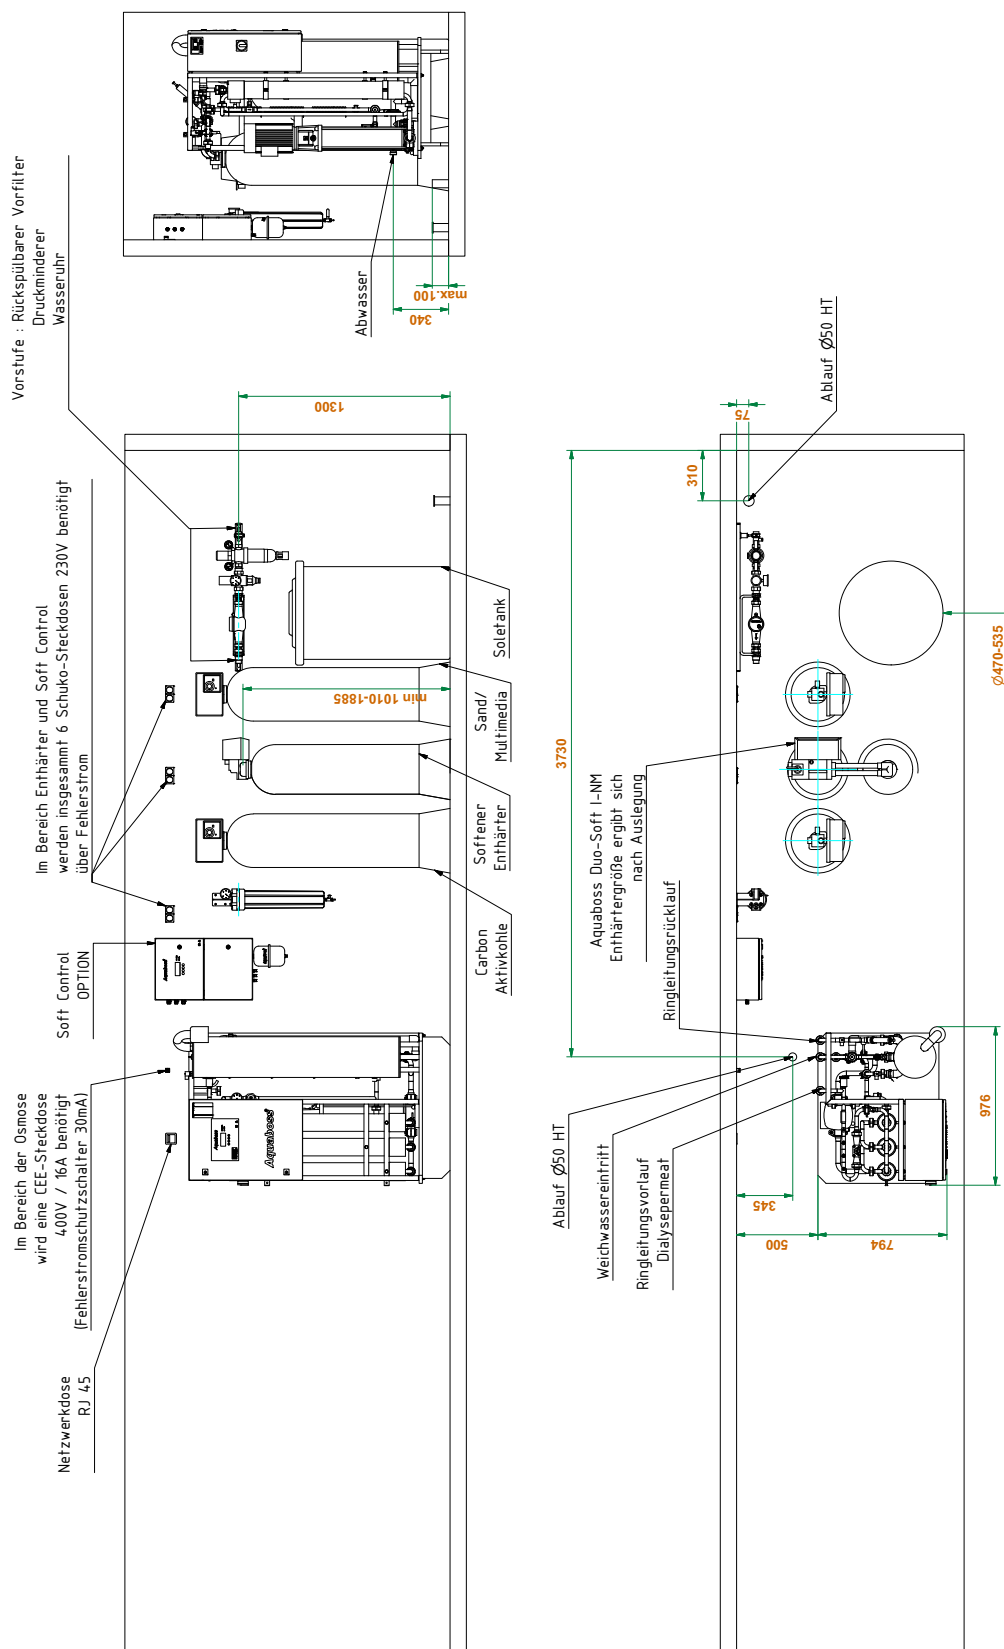 Vorstufe : Rückspülbarer Vorfilter
Druckminderer
Wasseruhr
Abwasser
max.100
340
Im Bereich der Osmose
wird eine CEE-Steckdose
400V / 16A benötigt
(Fehlerstromschutzschalter 30mA)
Netzwerkdose
RJ 45
Soft Control
OPTION
Im Bereich Enthärter und Soft Control
werden insgesammt 6 Schuko-Steckdosen 230V benötigt
über Fehlerstrom
1300
min 1010-1885
Aquaboss
Carbon
Aktivkohle
Softener
Enthärter
Sand/
Multimedia
Soletank
Ablauf Ø50 HT
Weichwassereintritt
Ringleitungsvorlauf
Dialysepermeat
Ringleitungsrücklauf
Aquaboss Duo-Soft I-NM
Enthärtergröße ergibt sich
nach Auslegung
Ablauf Ø50 HT
3730
310
75
345
500
794
976
Ø470-535